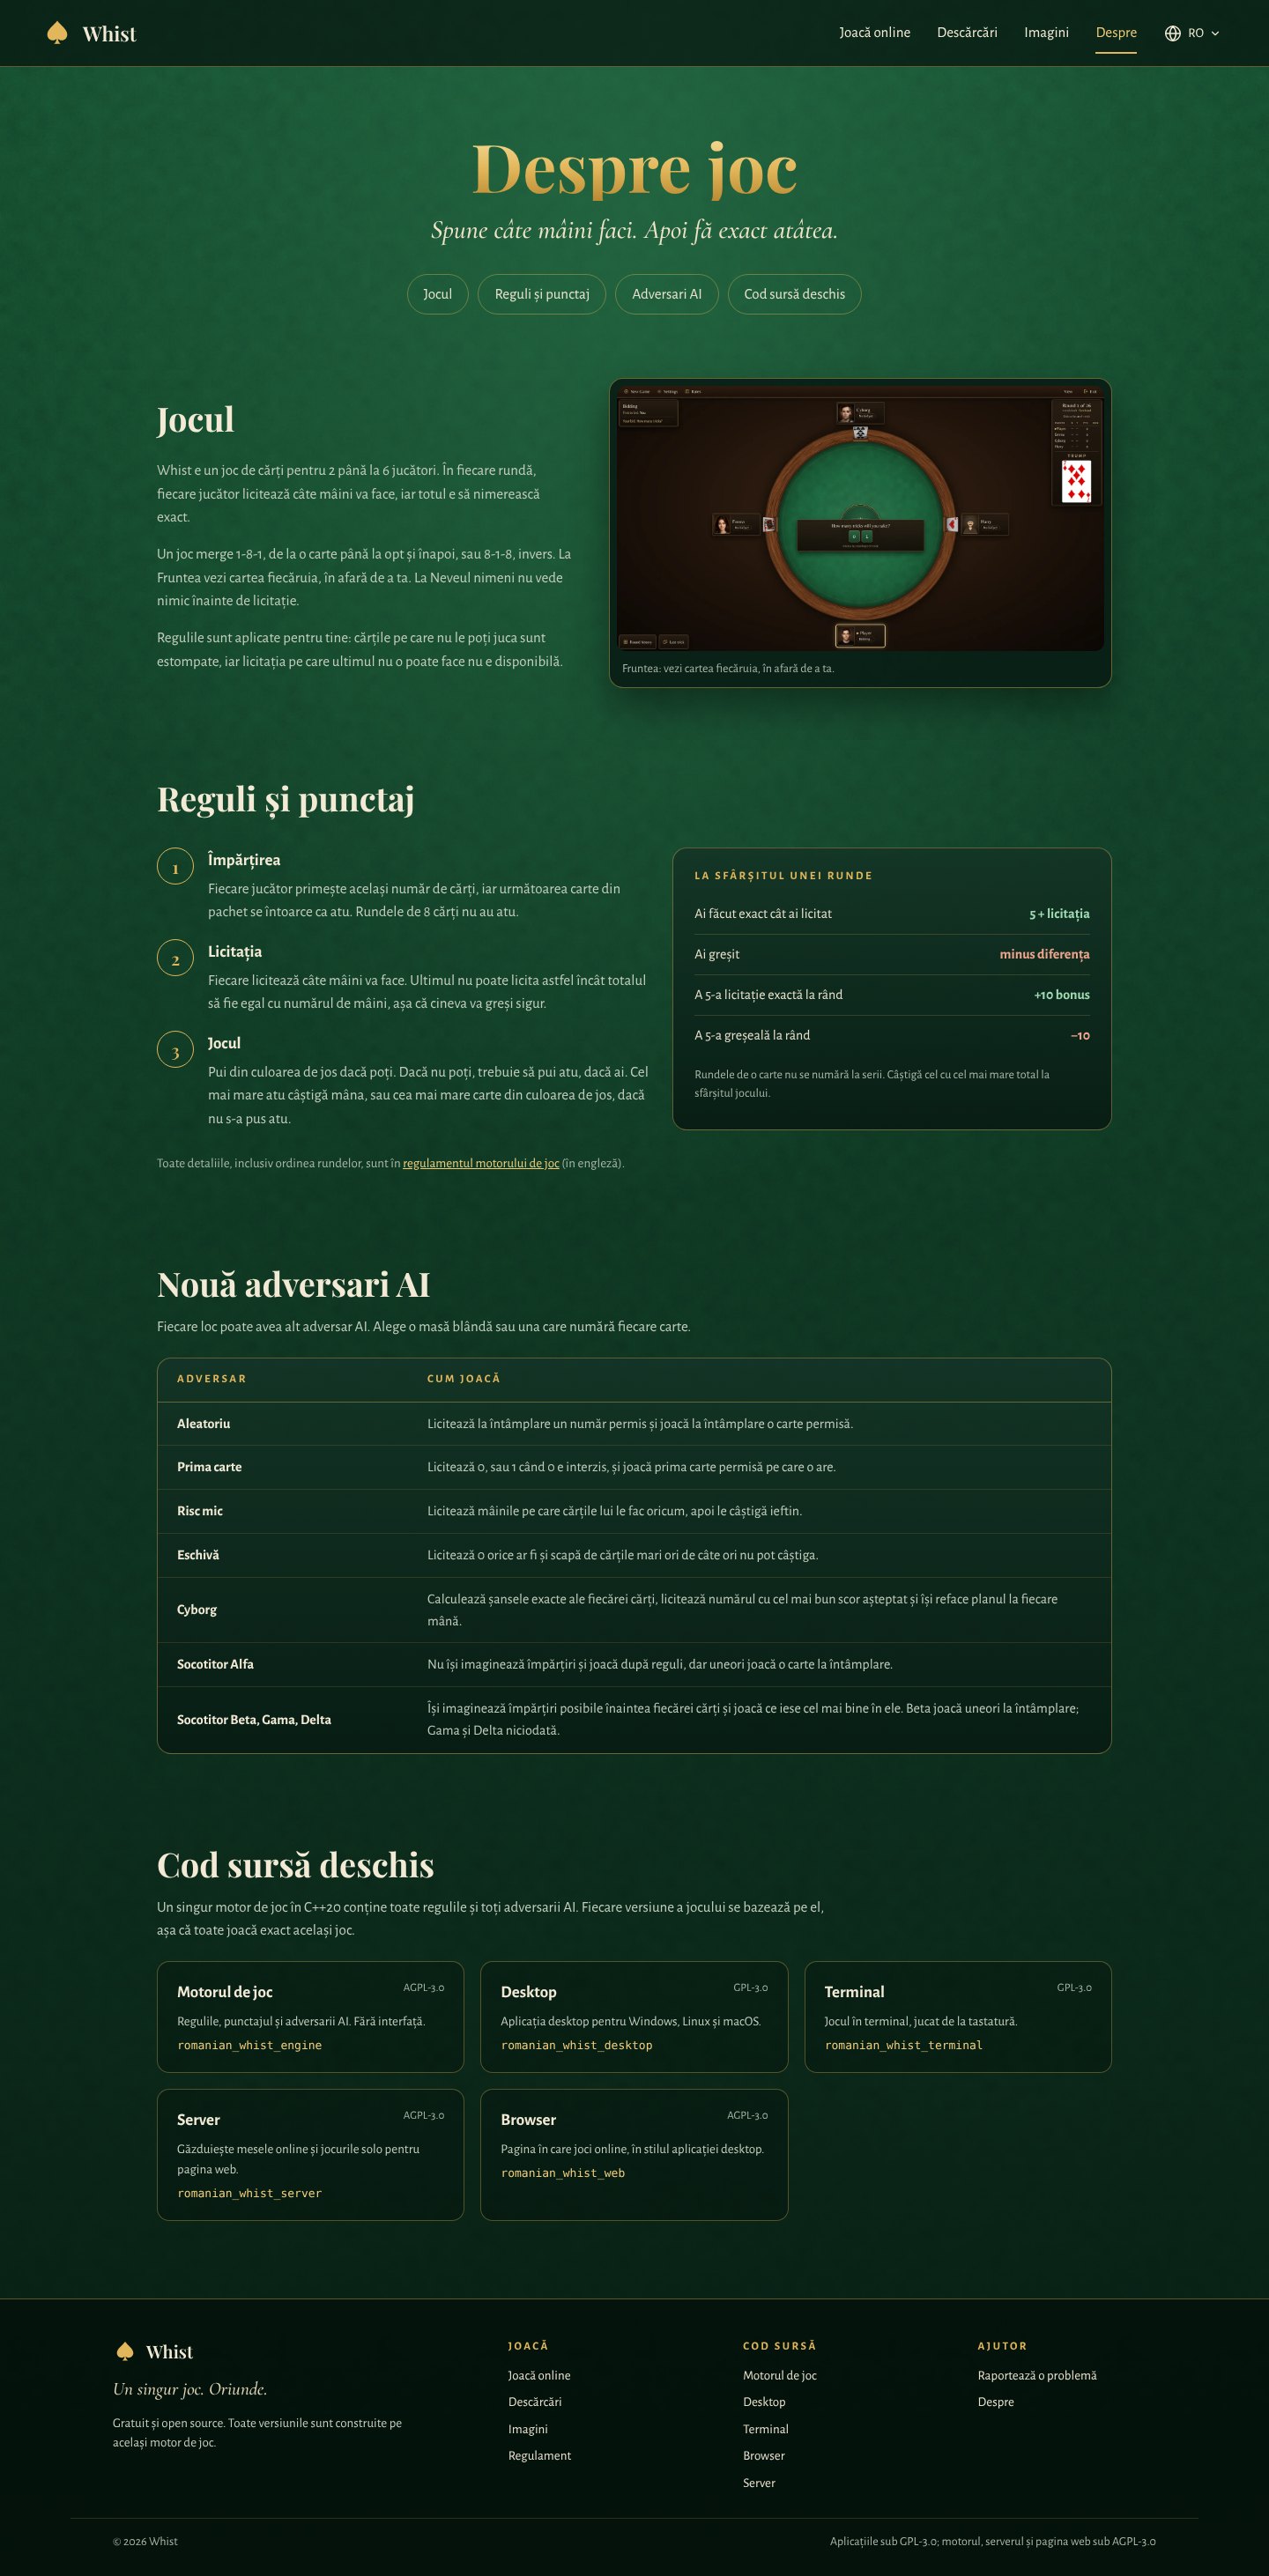 Whist
Joacă online
Descărcări
Imagini
Despre
RO
Despre joc
Spune câte mâini faci. Apoi fă exact atâtea.
Jocul
Reguli și punctaj
Adversari AI
Cod sursă deschis
Jocul
Whist e un joc de cărți pentru 2 până la 6 jucători. În fiecare rundă,
fiecare jucător licitează câte mâini va face, iar totul e să nimerească
exact.
Un joc merge 1-8-1, de la o carte până la opt și înapoi, sau 8-1-8, invers. La
Fruntea vezi cartea fiecăruia, în afară de a ta. La Neveul nimeni nu vede
nimic înainte de licitație.
Regulile sunt aplicate pentru tine: cărțile pe care nu le poți juca sunt
estompate, iar licitația pe care ultimul nu o poate face nu e disponibilă.
New Game
Settings
Exit
Bidding
Cyborg
How many tricks will you take?
Player
Fruntea: vezi cartea fiecăruia, în afară de a ta.
Reguli și punctaj
1
Împărțirea
Fiecare jucător primește același număr de cărți, iar următoarea carte din
pachet se întoarce ca atu. Rundele de 8 cărți nu au atu.
2
Licitația
Fiecare licitează câte mâini va face. Ultimul nu poate licita astfel încât totalul
să fie egal cu numărul de mâini, așa că cineva va greși sigur.
3
Jocul
Pui din culoarea de jos dacă poți. Dacă nu poți, trebuie să pui atu, dacă ai. Cel
mai mare atu câștigă mâna, sau cea mai mare carte din culoarea de jos, dacă
nu s-a pus atu.
LA SFÂRȘITUL UNEI RUNDE
Ai făcut exact cât ai licitat 5 + licitația
Ai greșit minus diferența
A 5-a licitație exactă la rând +10 bonus
A 5-a greșeală la rând −10
Rundele de o carte nu se numără la serii. Câștigă cel cu cel mai mare total la
sfârșitul jocului.
Toate detaliile, inclusiv ordinea rundelor, sunt în regulamentul motorului de joc (în engleză).
Nouă adversari AI
Fiecare loc poate avea alt adversar AI. Alege o masă blândă sau una care numără fiecare carte.
ADVERSAR CUM JOACĂ
Aleatoriu Licitează la întâmplare un număr permis și joacă la întâmplare o carte permisă.
Prima carte Licitează 0, sau 1 când 0 e interzis, și joacă prima carte permisă pe care o are.
Risc mic Licitează mâinile pe care cărțile lui le fac oricum, apoi le câștigă ieftin.
Eschivă Licitează 0 orice ar fi și scapă de cărțile mari ori de câte ori nu pot câștiga.
Cyborg Calculează șansele exacte ale fiecărei cărți, licitează numărul cu cel mai bun scor așteptat și își reface planul la fiecare
mână.
Socotitor Alfa Nu își imaginează împărțiri și joacă după reguli, dar uneori joacă o carte la întâmplare.
Socotitor Beta, Gama, Delta Își imaginează împărțiri posibile înaintea fiecărei cărți și joacă ce iese cel mai bine în ele. Beta joacă uneori la întâmplare;
Gama și Delta niciodată.
Cod sursă deschis
Un singur motor de joc în C++20 conține toate regulile și toți adversarii AI. Fiecare versiune a jocului se bazează pe el,
așa că toate joacă exact același joc.
Motorul de joc AGPL-3.0
Regulile, punctajul și adversarii AI. Fără interfață.
romanian_whist_engine
Desktop GPL-3.0
Aplicația desktop pentru Windows, Linux și macOS.
romanian_whist_desktop
Terminal GPL-3.0
Jocul în terminal, jucat de la tastatură.
romanian_whist_terminal
Server AGPL-3.0
Găzduiește mesele online și jocurile solo pentru
pagina web.
romanian_whist_server
Browser AGPL-3.0
Pagina în care joci online, în stilul aplicației desktop.
romanian_whist_web
Whist
Un singur joc. Oriunde.
Gratuit și open source. Toate versiunile sunt construite pe
același motor de joc.
JOACĂ
Joacă online
Descărcări
Imagini
Regulament
COD SURSĂ
Motorul de joc
Desktop
Terminal
Browser
Server
AJUTOR
Raportează o problemă
Despre
© 2026 Whist
Aplicațiile sub GPL-3.0; motorul, serverul și pagina web sub AGPL-3.0